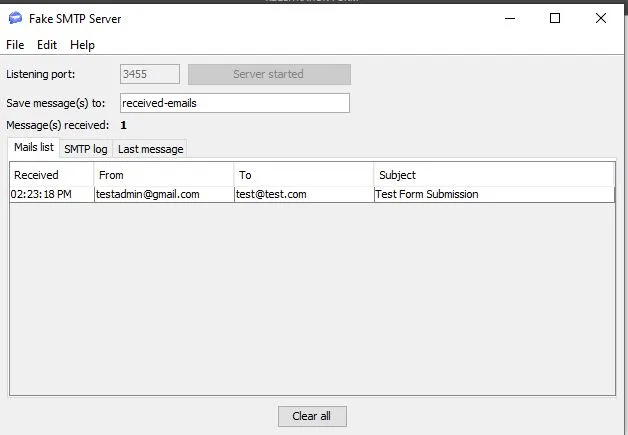 Fake SMTP Server
File Edit Help
Listening port: 3455 Server started
Save message(s) to: received-emails
Message(s) received: 1
Mails list SMTP log Last message
Received From To Subject
02:23:18 PM testadmin@gmail.com test@test.com Test Form Submission
Clear all